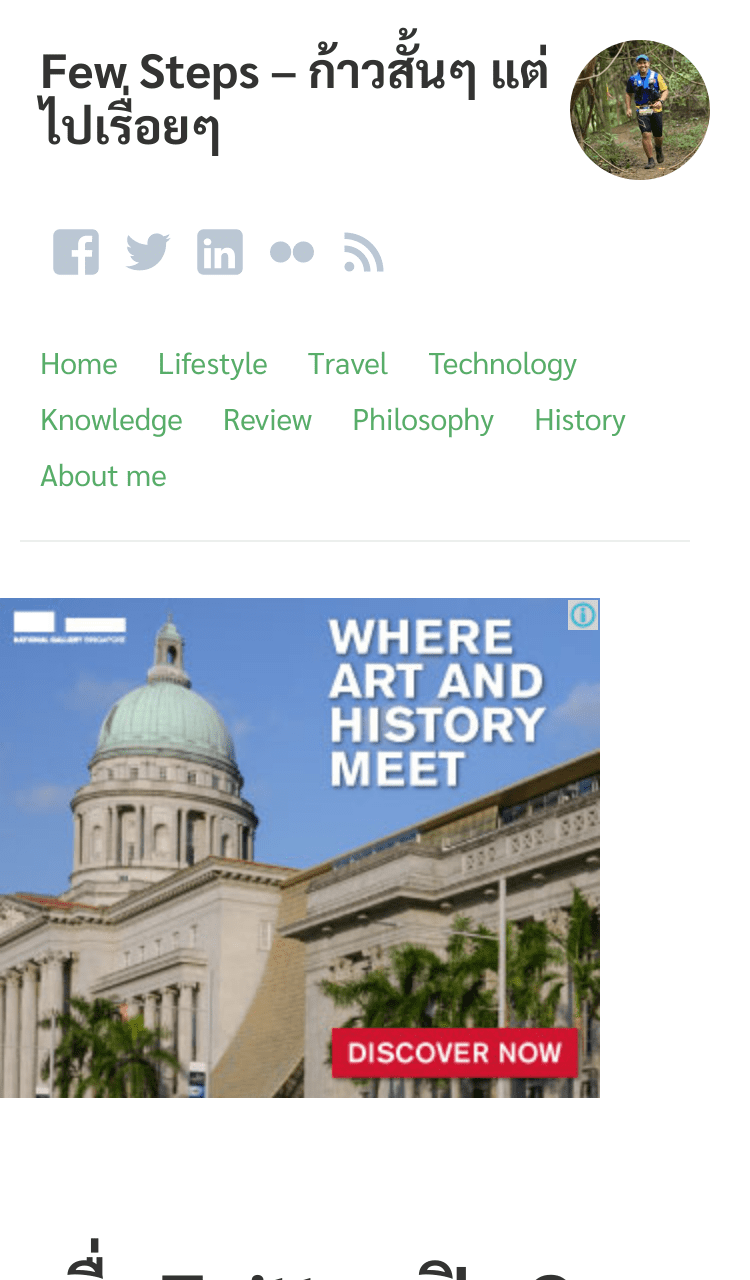 Few Steps – ก้าวสั้นๆ แต่
ไปเรื่อยๆ
Home Lifestyle Travel Technology
Knowledge Review Philosophy History
About me
NATIONAL GALLERY SINGAPORE
WHERE
ART AND
HISTORY
MEET
DISCOVER NOW